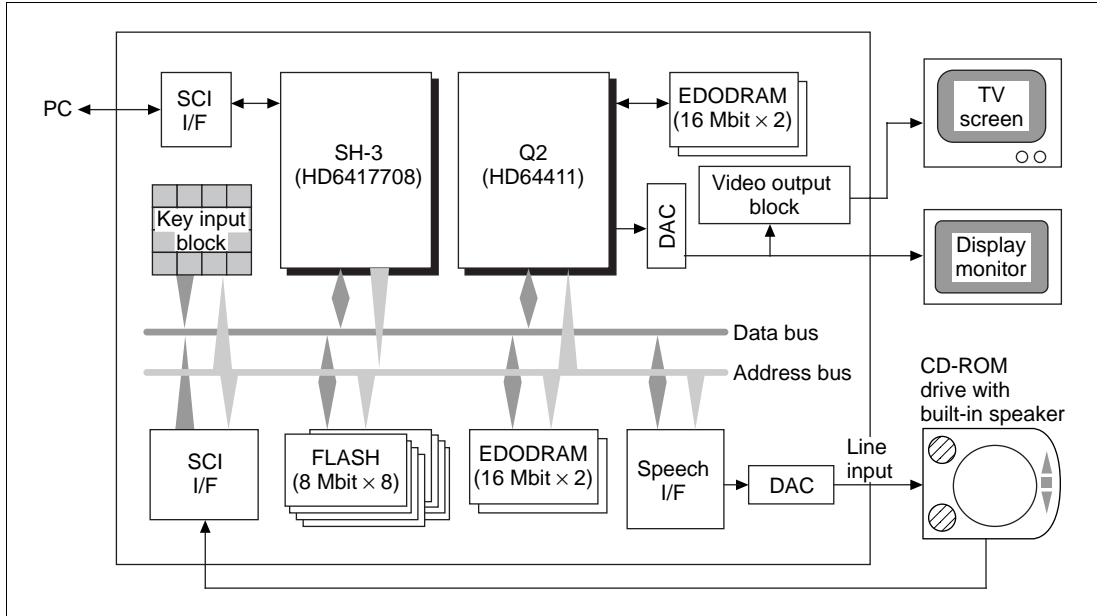 PC
SCI
I/F
SH-3
(HD6417708)
Q2
(HD64411)
EDODRAM
(16 Mbit × 2)
TV
screen
Key input
block
DAC
Video output
block
Display
monitor
Data bus
Address bus
CD-ROM
drive with
built-in speaker
SCI
I/F
FLASH
(8 Mbit × 8)
EDODRAM
(16 Mbit × 2)
Speech
I/F
DAC
Line
input